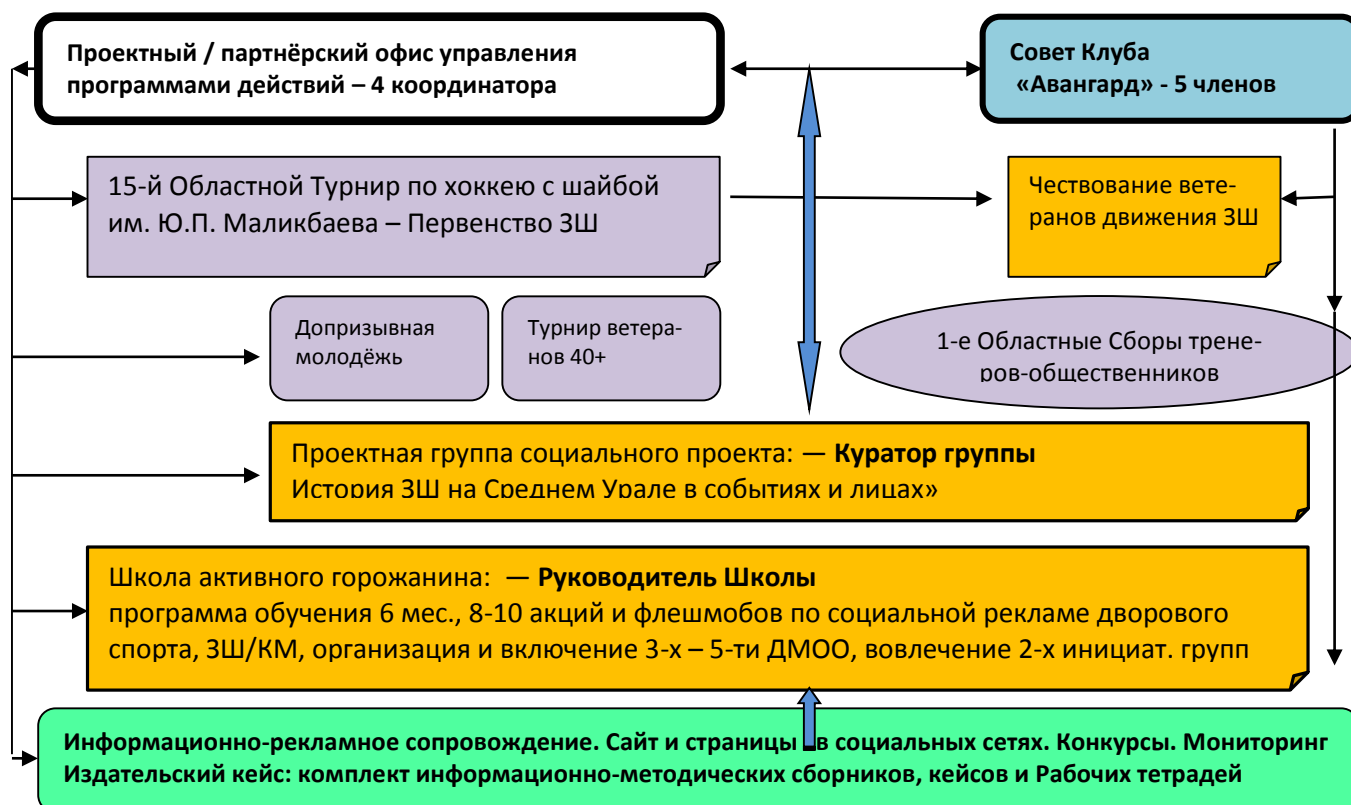 Проектный / партнёрский офис управления
программами действий – 4 координатора
Совет Клуба
«Авангард» - 5 членов
15-й Областной Турнир по хоккею с шайбой
им. Ю.П. Маликбаева – Первенство ЗШ
Чествование вете-
ранов движения ЗШ
Допризывная
молодёжь
Турнир ветера-
нов 40+
1-е Областные Сборы трене-
ров-общественников
Проектная группа социального проекта: — Куратор группы
История ЗШ на Среднем Урале в событиях и лицах»
Школа активного горожанина: — Руководитель Школы
программа обучения 6 мес., 8-10 акций и флешмобов по социальной рекламе дворового
спорта, ЗШ/КМ, организация и включение 3-х – 5-ти ДМОО, вовлечение 2-х инициат. групп
Информационно-рекламное сопровождение. Сайт и страницы в социальных сетях. Конкурсы. Мониторинг
Издательский кейс: комплект информационно-методических сборников, кейсов и Рабочих тетрадей